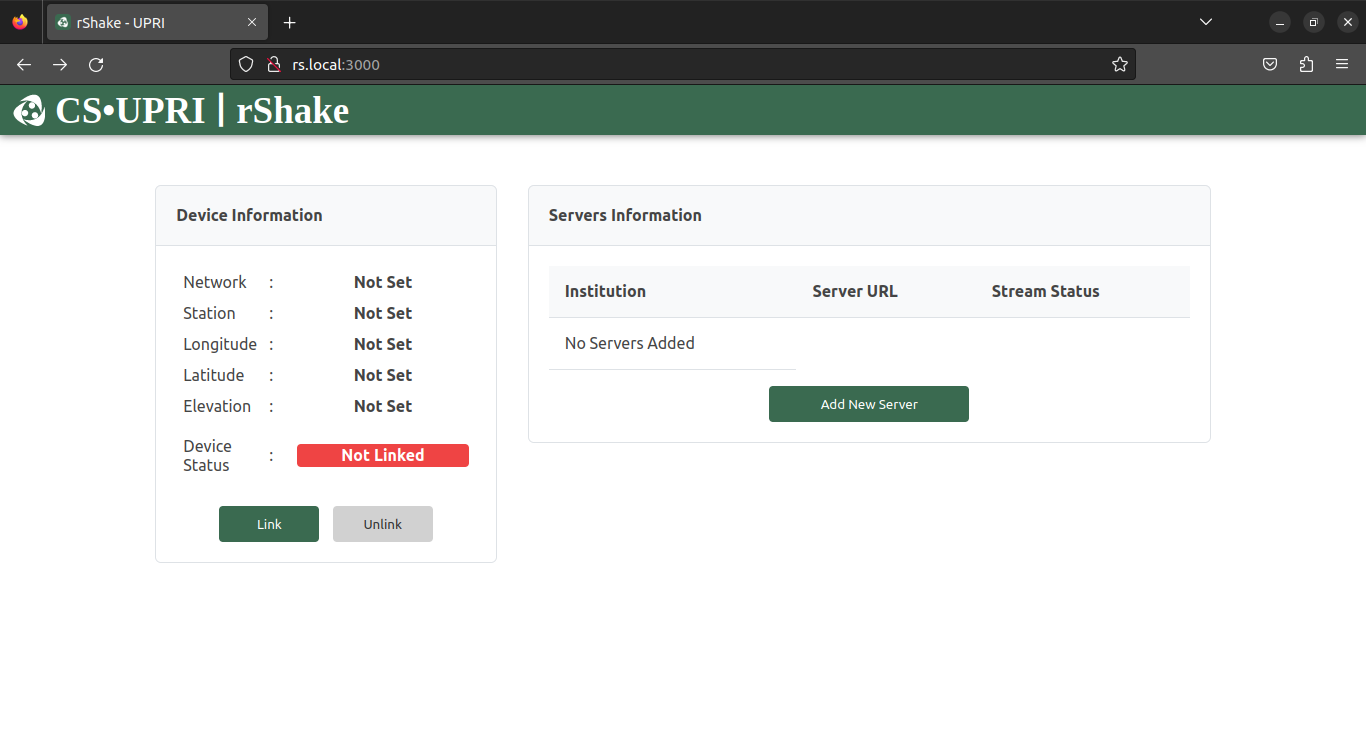 rShake - UPRI
rs.local:3000
CS•UPRI | rShake
Device Information
Network : Not Set
Station : Not Set
Longitude : Not Set
Latitude : Not Set
Elevation : Not Set
Device
Status : Not Linked
Link Unlink
Servers Information
Institution Server URL Stream Status
No Servers Added
Add New Server